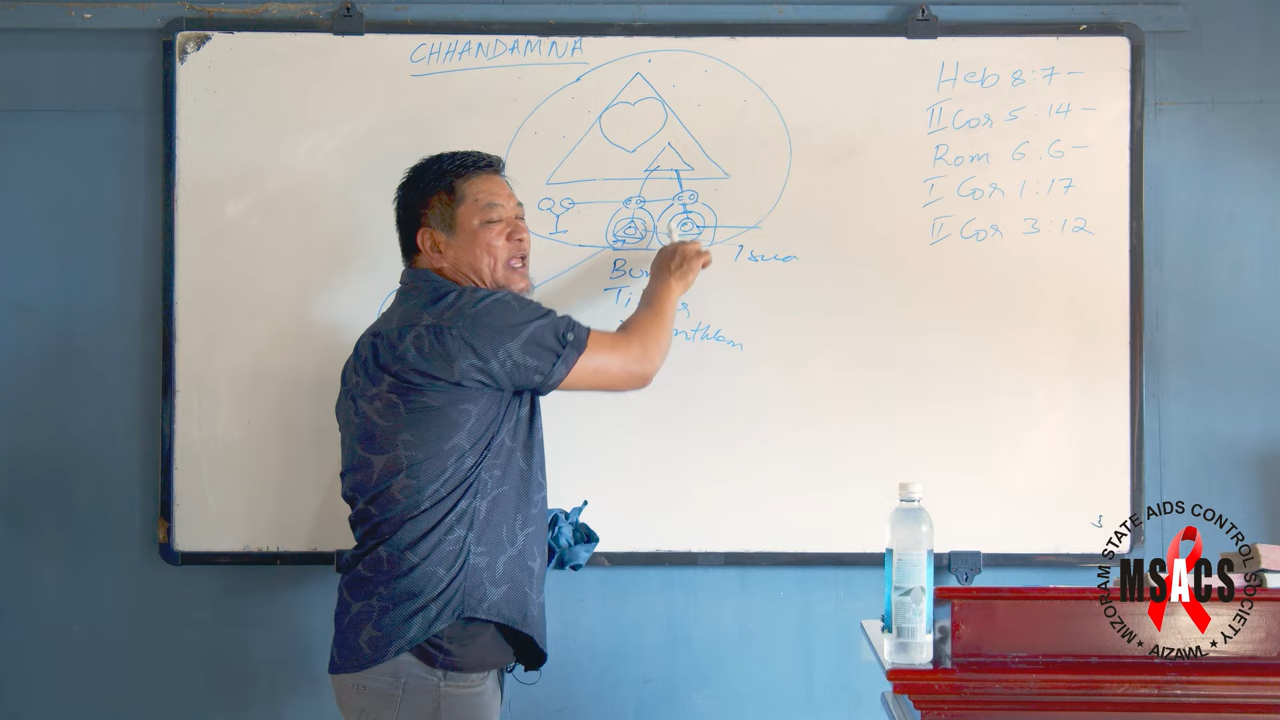 CHHANDAMNA
Heb 8:7-
II Cor 5:14-
Rom 6.6-
I Cor 1:17
II Cor 3:12
Isua
MIZORAM STATE AIDS CONTROL SOCIETY
MSACS
AIZAWL